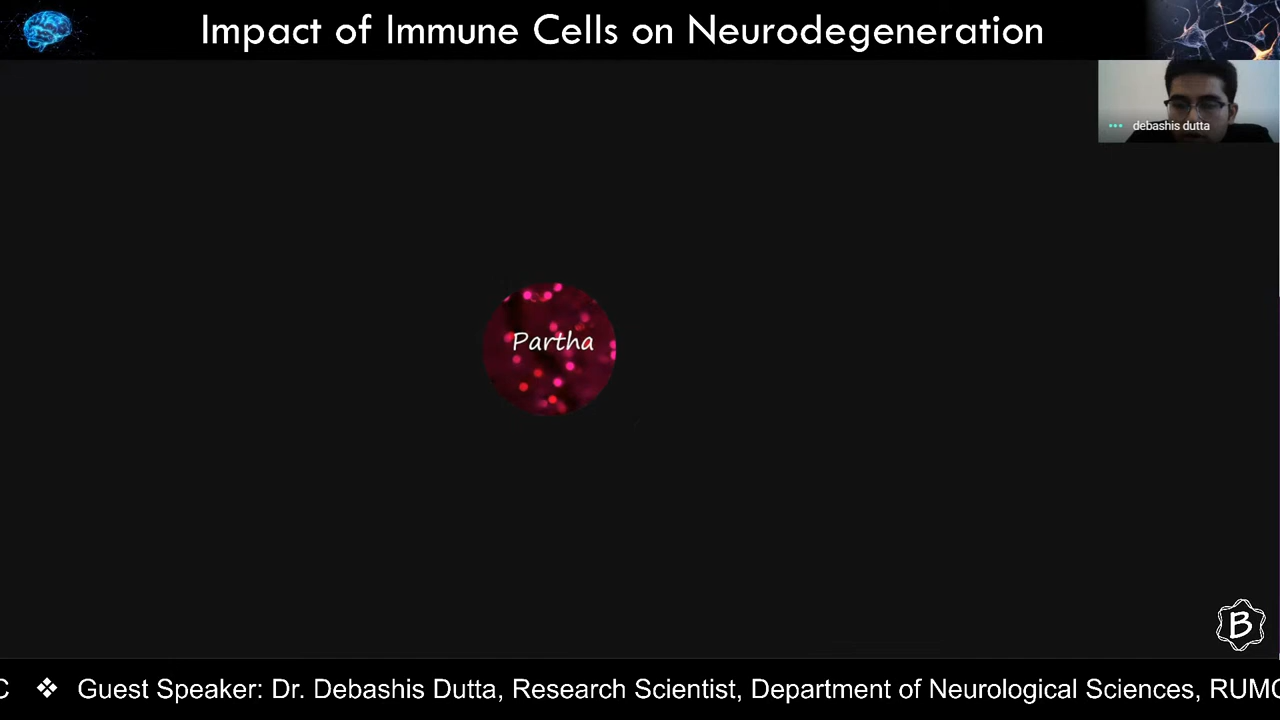 Impact of Immune Cells on Neurodegeneration
debashis dutta
Partha
B
C ❖ Guest Speaker: Dr. Debashis Dutta, Research Scientist, Department of Neurological Sciences, RUMC